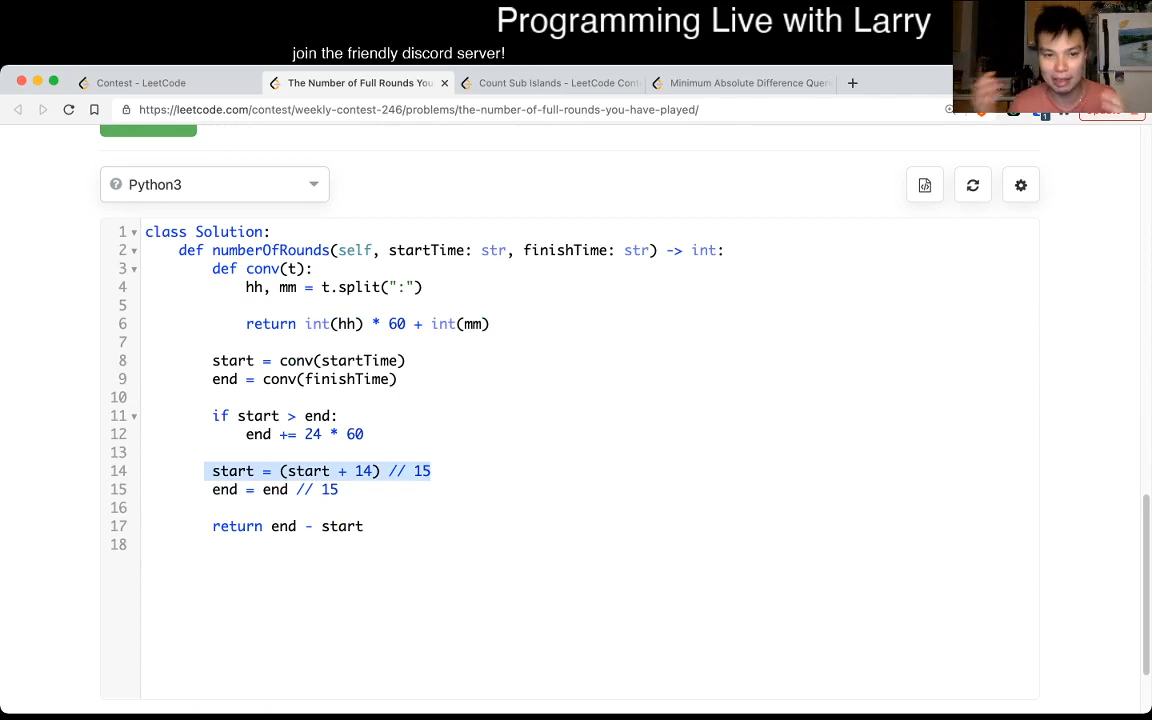 Programming Live with Larry
join the friendly discord server!
Contest - LeetCode
The Number of Full Rounds You
Count Sub Islands - LeetCode Cont
Minimum Absolute Difference Quer
https://leetcode.com/contest/weekly-contest-246/problems/the-number-of-full-rounds-you-have-played/
Python3
1 class Solution:
2 def numberOfRounds(self, startTime: str, finishTime: str) -> int:
3 def conv(t):
4 hh, mm = t.split(":")
5
6 return int(hh) * 60 + int(mm)
7
8 start = conv(startTime)
9 end = conv(finishTime)
10
11 if start > end:
12 end += 24 * 60
13
14 start = (start + 14) // 15
15 end = end // 15
16
17 return end - start
18